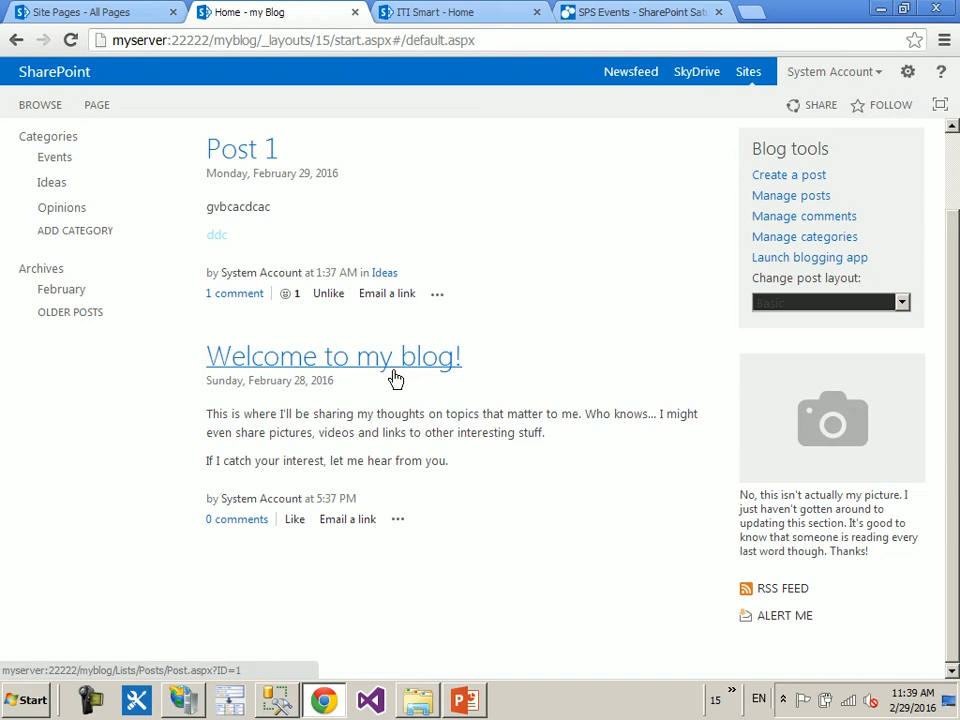 Site Pages - All Pages
Home - my Blog
ITI Smart - Home
SPS Events - SharePoint Satu
myserver:22222/myblog/_layouts/15/start.aspx#/default.aspx
SharePoint
Newsfeed
SkyDrive
Sites
System Account
?
BROWSE
PAGE
SHARE
FOLLOW
Categories
Events
Ideas
Opinions
ADD CATEGORY
Archives
February
OLDER POSTS
Post 1
Monday, February 29, 2016
gvbcacdcac
ddc
by System Account at 1:37 AM in Ideas
1 comment
1
Unlike
Email a link
Welcome to my blog!
Sunday, February 28, 2016
This is where I'll be sharing my thoughts on topics that matter to me. Who knows... I might
even share pictures, videos and links to other interesting stuff.
If I catch your interest, let me hear from you.
by System Account at 5:37 PM
0 comments
Like
Email a link
Blog tools
Create a post
Manage posts
Manage comments
Manage categories
Launch blogging app
Change post layout:
Basic
No, this isn't actually my picture. I
just haven't gotten around to
updating this section. It's good to
know that someone is reading every
last word though. Thanks!
RSS FEED
ALERT ME
myserver:22222/myblog/Lists/Posts/Post.aspx?ID=1
Start
15
EN
11:39 AM
2/29/2016